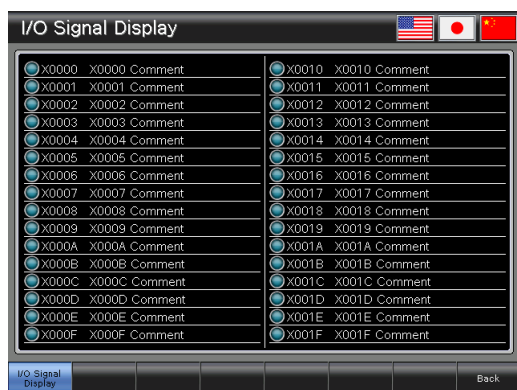 I/O Signal Display
X0000 X0000 Comment
X0001 X0001 Comment
X0002 X0002 Comment
X0003 X0003 Comment
X0004 X0004 Comment
X0005 X0005 Comment
X0006 X0006 Comment
X0007 X0007 Comment
X0008 X0008 Comment
X0009 X0009 Comment
X000A X000A Comment
X000B X000B Comment
X000C X000C Comment
X000D X000D Comment
X000E X000E Comment
X000F X000F Comment
X0010 X0010 Comment
X0011 X0011 Comment
X0012 X0012 Comment
X0013 X0013 Comment
X0014 X0014 Comment
X0015 X0015 Comment
X0016 X0016 Comment
X0017 X0017 Comment
X0018 X0018 Comment
X0019 X0019 Comment
X001A X001A Comment
X001B X001B Comment
X001C X001C Comment
X001D X001D Comment
X001E X001E Comment
X001F X001F Comment
I/O Signal
Display
Back